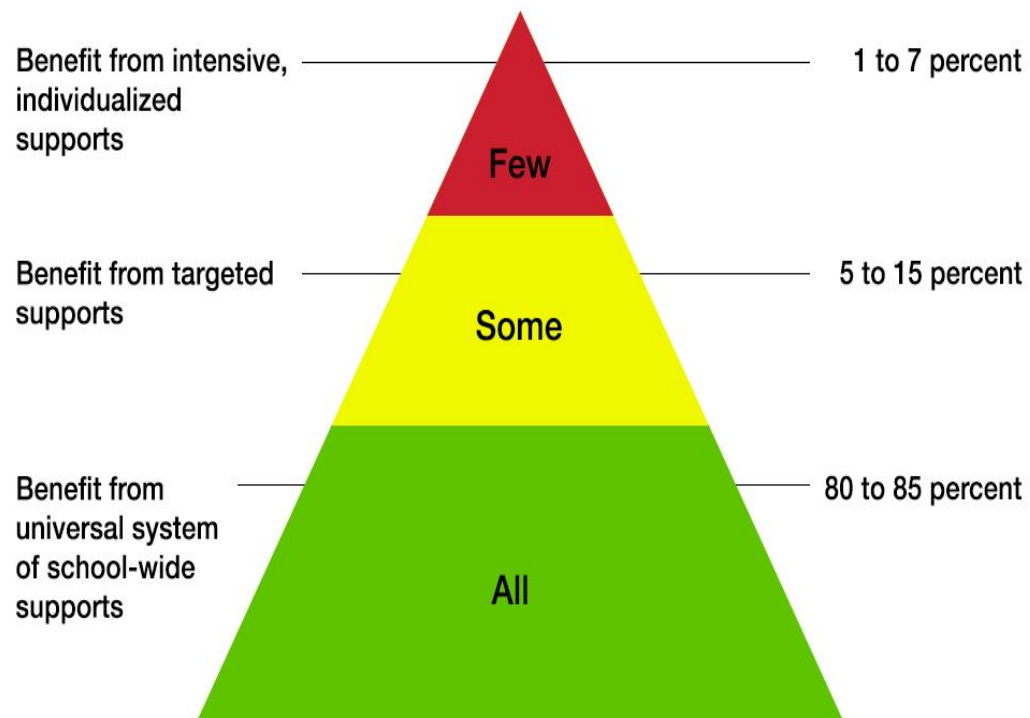 Benefit from intensive,
individualized
supports
1 to 7 percent
Few
Benefit from targeted
supports
5 to 15 percent
Some
Benefit from
universal system
of school-wide
supports
80 to 85 percent
All